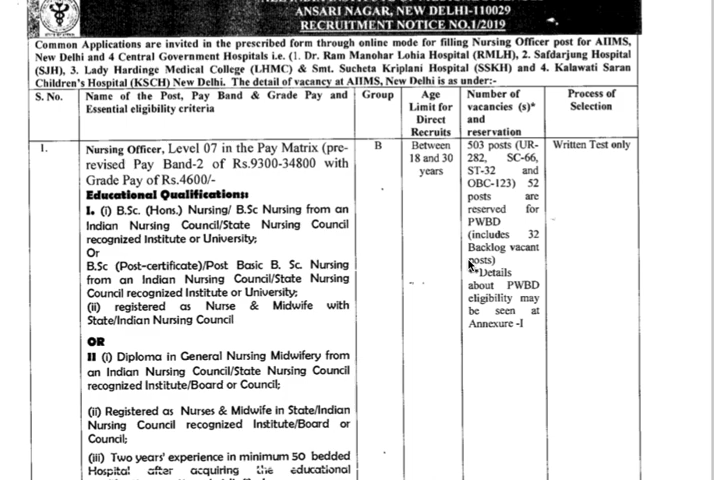 ANSARI NAGAR, NEW DELHI-110029
RECRUITMENT NOTICE NO.1/2019
Common Applications are invited in the prescribed form through online mode for filling Nursing Officer post for AIIMS,
New Delhi and 4 Central Government Hospitals i.e. (1. Dr. Ram Manohar Lohia Hospital (RMLH), 2. Safdarjung Hospital
(SJH), 3. Lady Hardinge Medical College (LHMC) & Smt. Sucheta Kriplani Hospital (SSKH) and 4. Kalawati Saran
Children's Hospital (KSCH) New Delhi. The detail of vacancy at AIIMS, New Delhi is as under:-
S. No.
Name of the Post, Pay Band & Grade Pay and
Essential eligibility criteria
Group
Age
Limit for
Direct
Recruits
Number of
vacancies (s)*
and
reservation
Process of
Selection
1.
Nursing Officer, Level 07 in the Pay Matrix (pre-
revised Pay Band-2 of Rs.9300-34800 with
Grade Pay of Rs.4600/-
Educational Qualifications:
I. (i) B.Sc. (Hons.) Nursing/ B.Sc Nursing from an
Indian Nursing Council/State Nursing Council
recognized Institute or University;
Or
B.Sc (Post-certificate)/Post Basic B. Sc. Nursing
from an Indian Nursing Council/State Nursing
Council recognized Institute or University;
(ii) registered as Nurse & Midwife with
State/Indian Nursing Council
OR
II (i) Diploma in General Nursing Midwifery from
an Indian Nursing Council/State Nursing Council
recognized Institute/Board or Council;
(ii) Registered as Nurses & Midwife in State/Indian
Nursing Council recognized Institute/Board or
Council;
(iii) Two years' experience in minimum 50 bedded
Hospital after acquiring the educational
B
Between
18 and 30
years
503 posts (UR-
282, SC-66,
ST-32 and
OBC-123) 52
posts are
reserved for
PWBD
(includes 32
Backlog vacant
posts)
**Details
about PWBD
eligibility may
be seen at
Annexure -I
Written Test only